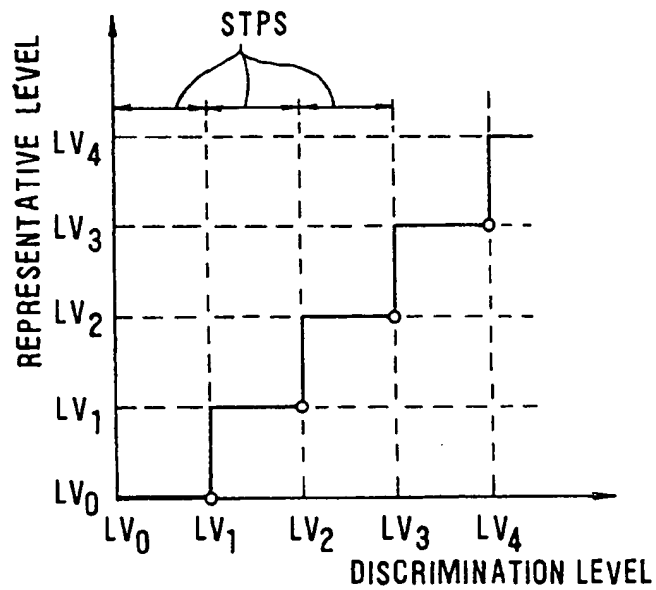 STPS
REPRESENTATIVE LEVEL
LV4
LV3
LV2
LV1
LV0
LV0 LV1 LV2 LV3 LV4
DISCRIMINATION LEVEL